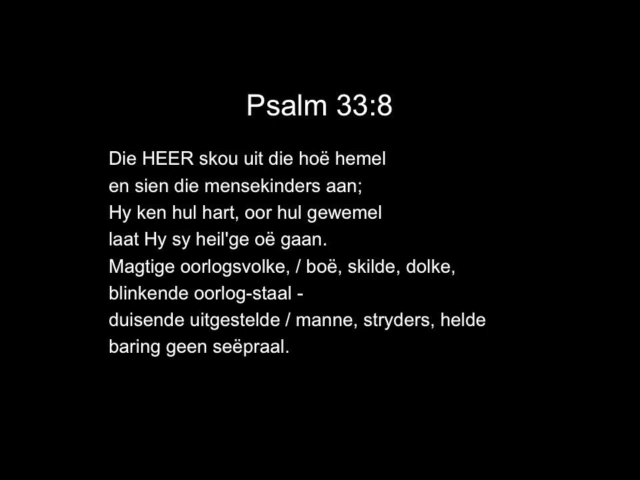 Psalm 33:8
Die HEER skou uit die hoë hemel
en sien die mensekinders aan;
Hy ken hul hart, oor hul gewemel
laat Hy sy heil'ge oë gaan.
Magtige oorlogsvolke, / boë, skilde, dolke,
blinkende oorlog-staal -
duisende uitgestelde / manne, stryders, helde
baring geen seëpraal.